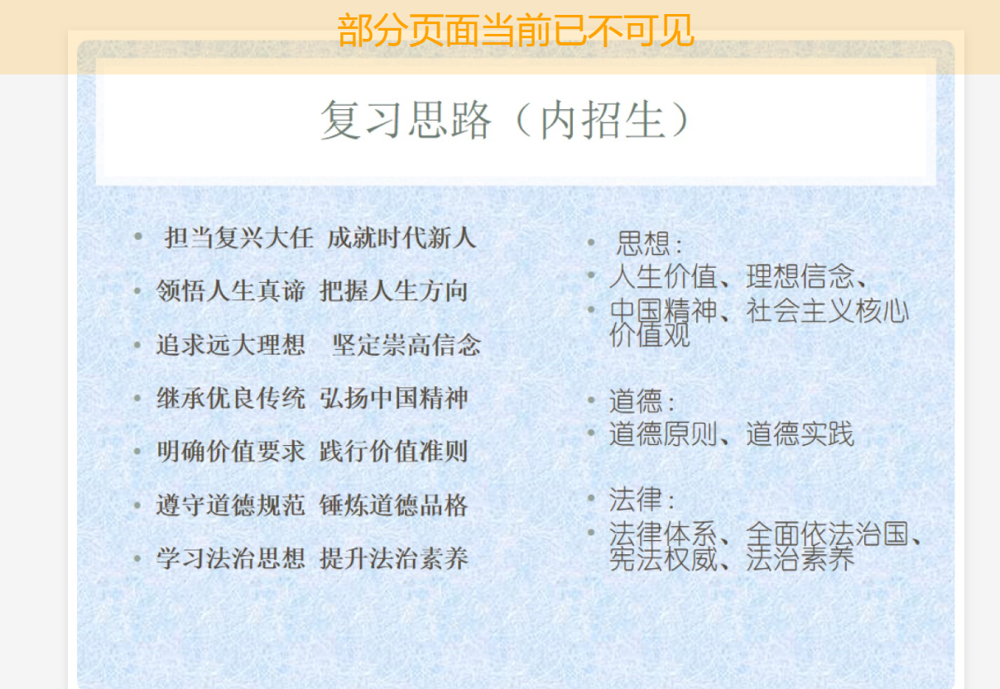 部分页面当前已不可见
复习思路（内招生）
• 担当复兴大任 成就时代新人
• 领悟人生真谛 把握人生方向
• 追求远大理想 坚定崇高信念
• 继承优良传统 弘扬中国精神
• 明确价值要求 践行价值准则
• 遵守道德规范 锤炼道德品格
• 学习法治思想 提升法治素养
• 思想：
• 人生价值、理想信念、
• 中国精神、社会主义核心
价值观
• 道德：
• 道德原则、道德实践
• 法律：
• 法律体系、全面依法治国、
宪法权威、法治素养